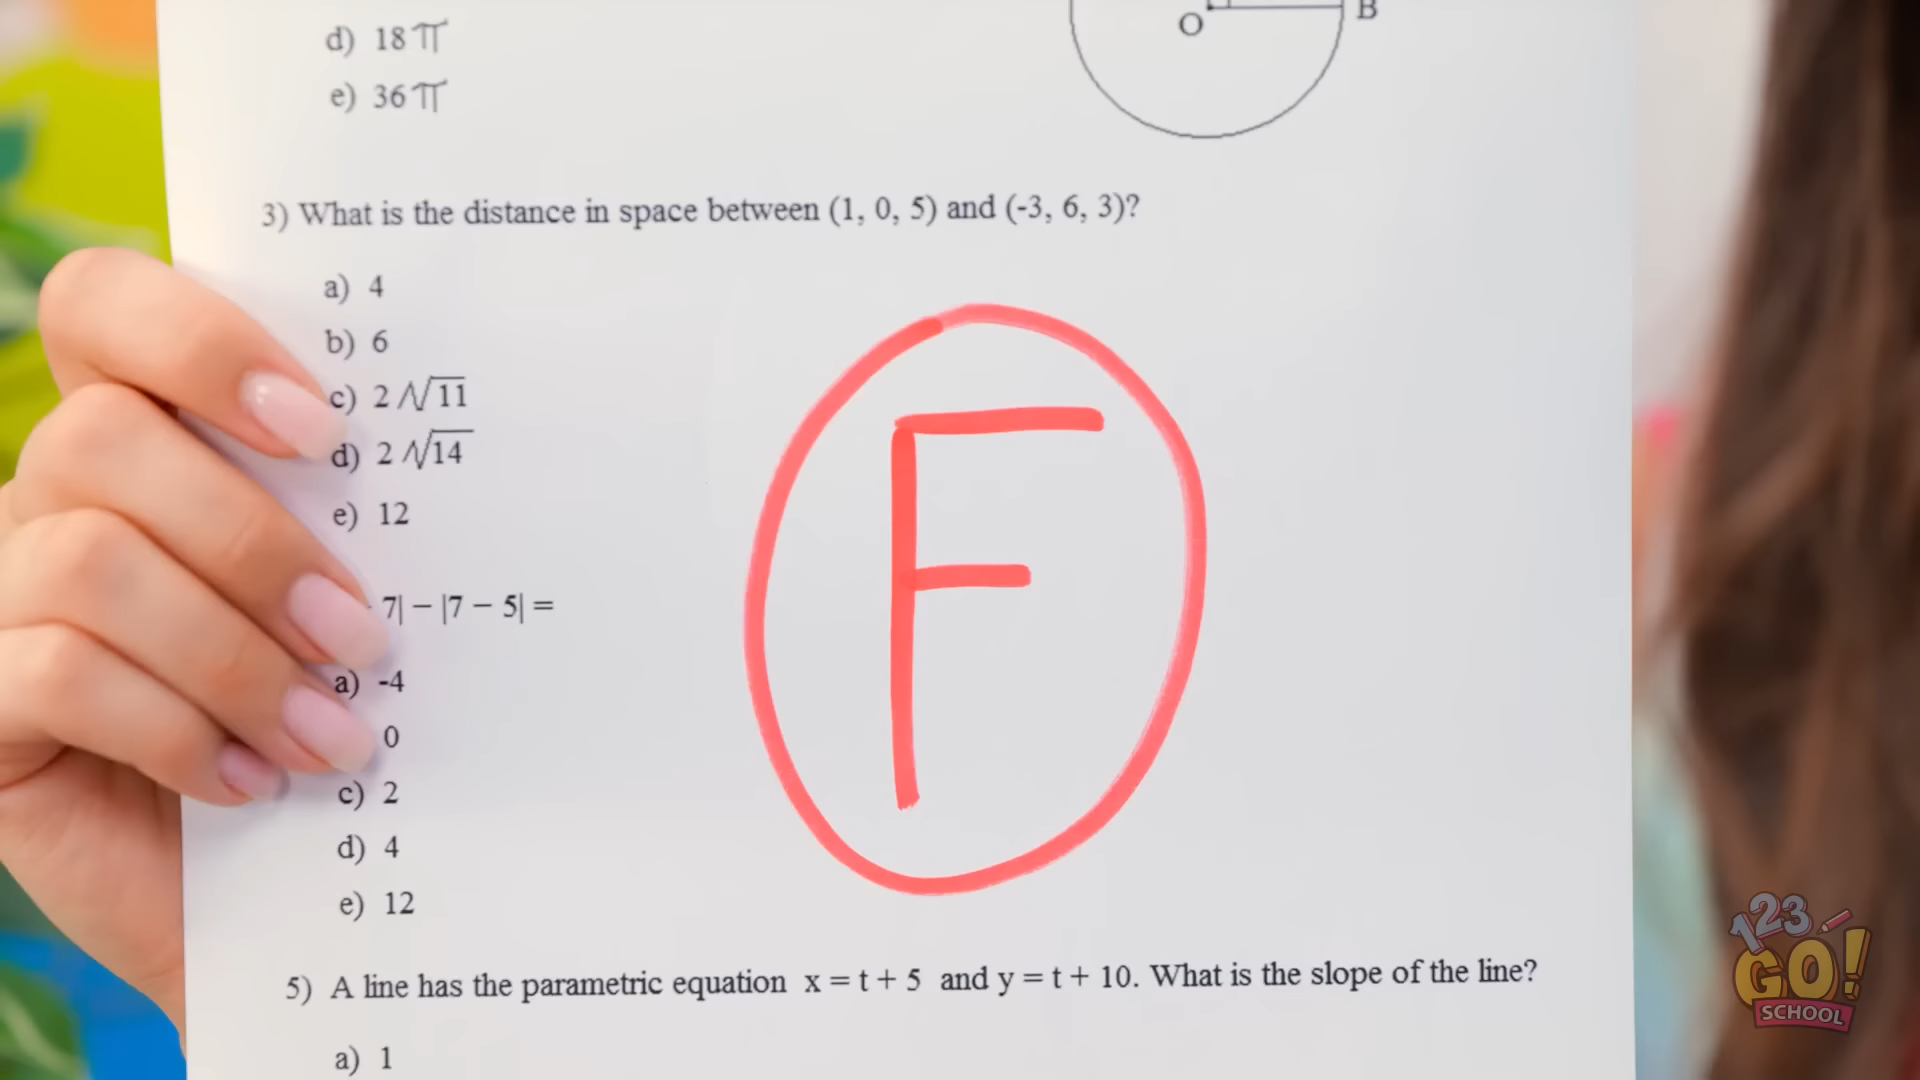 d) 18π
O
B
e) 36π
3) What is the distance in space between (1, 0, 5) and (-3, 6, 3)?
a) 4
b) 6
c) 2√11
d) 2√14
e) 12
7| − |7 − 5| =
a) -4
0
c) 2
d) 4
e) 12
F
5) A line has the parametric equation x = t + 5 and y = t + 10. What is the slope of the line?
a) 1
123
GO!
SCHOOL